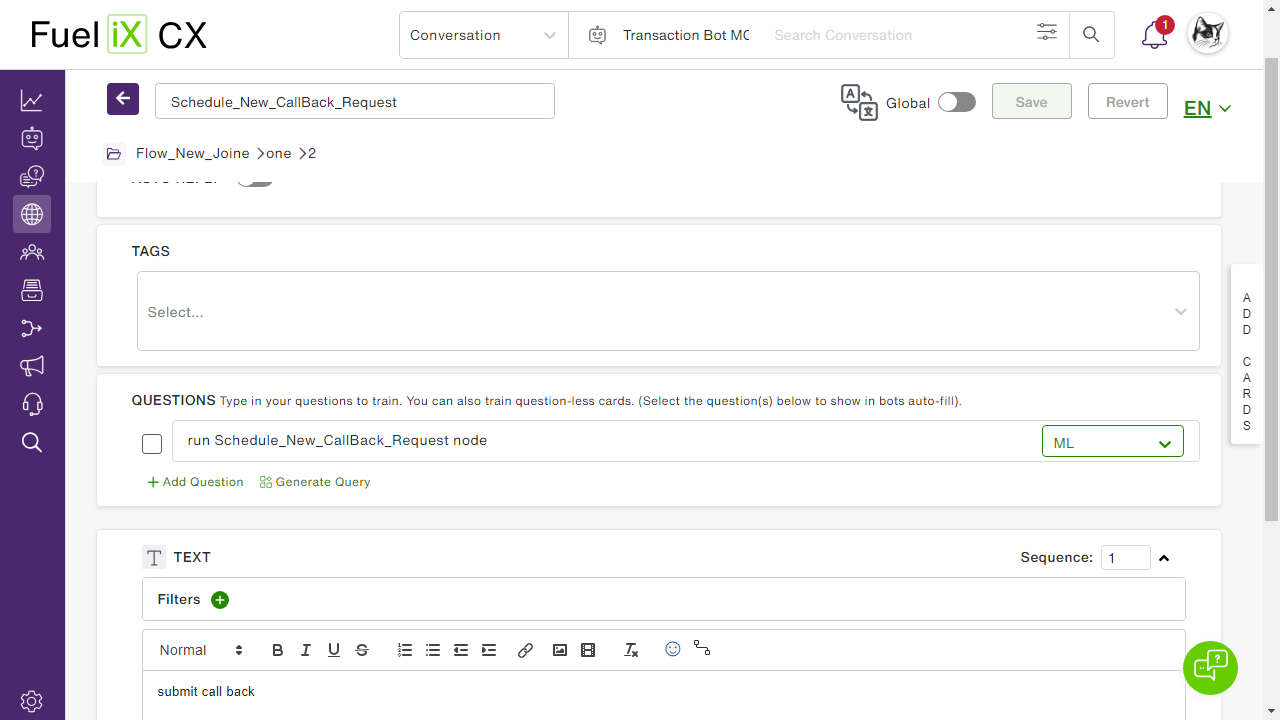 Fuel iX CX
Conversation
Transaction Bot MC
Search Conversation
1
Schedule_New_CallBack_Request
Global
Save
Revert
EN
Flow_New_Joine
one
2
TAGS
Select...
QUESTIONS Type in your questions to train. You can also train question-less cards. (Select the question(s) below to show in bots auto-fill).
run Schedule_New_CallBack_Request node
ML
Add Question
Generate Query
ADD CARDS
TEXT
Sequence: 1
Filters
Normal
submit call back